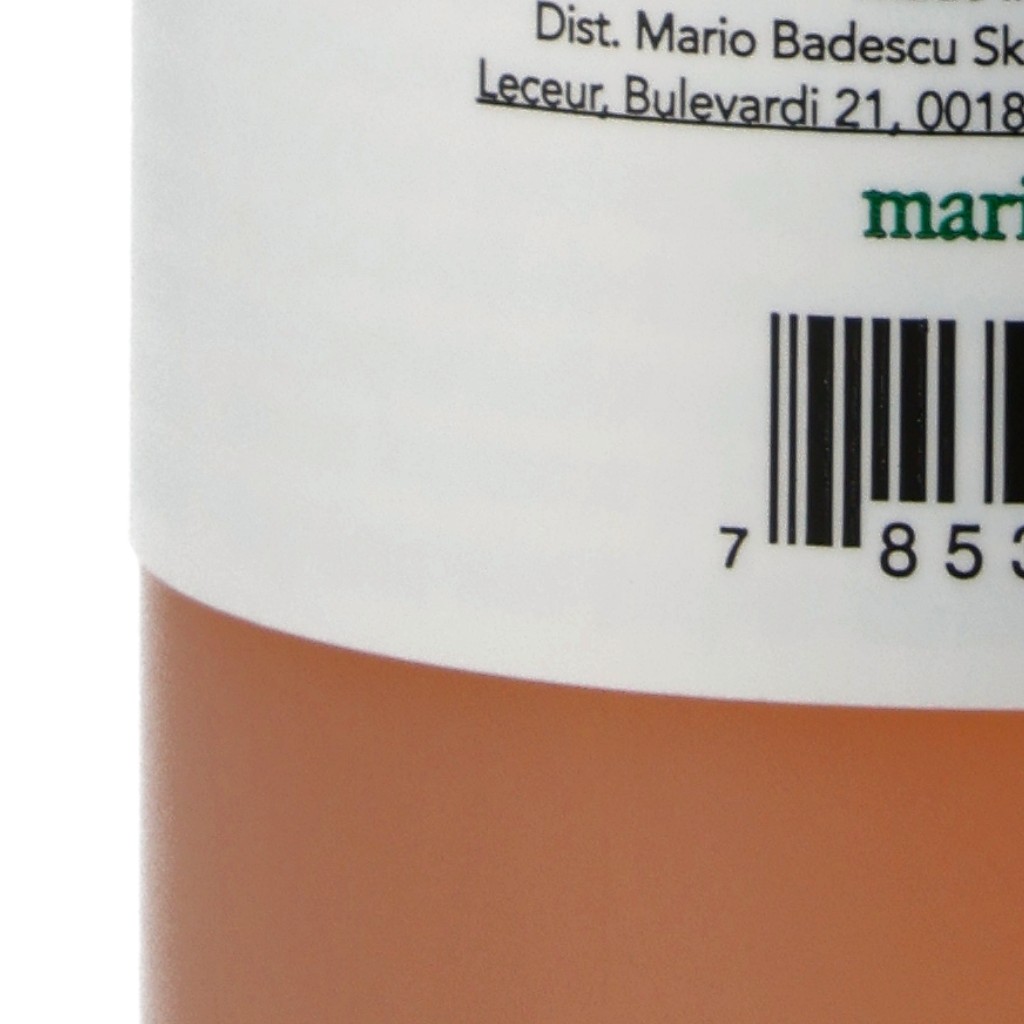 Dist. Mario Badescu Sk
Leceur, Bulevardi 21, 0018
mari
7 853